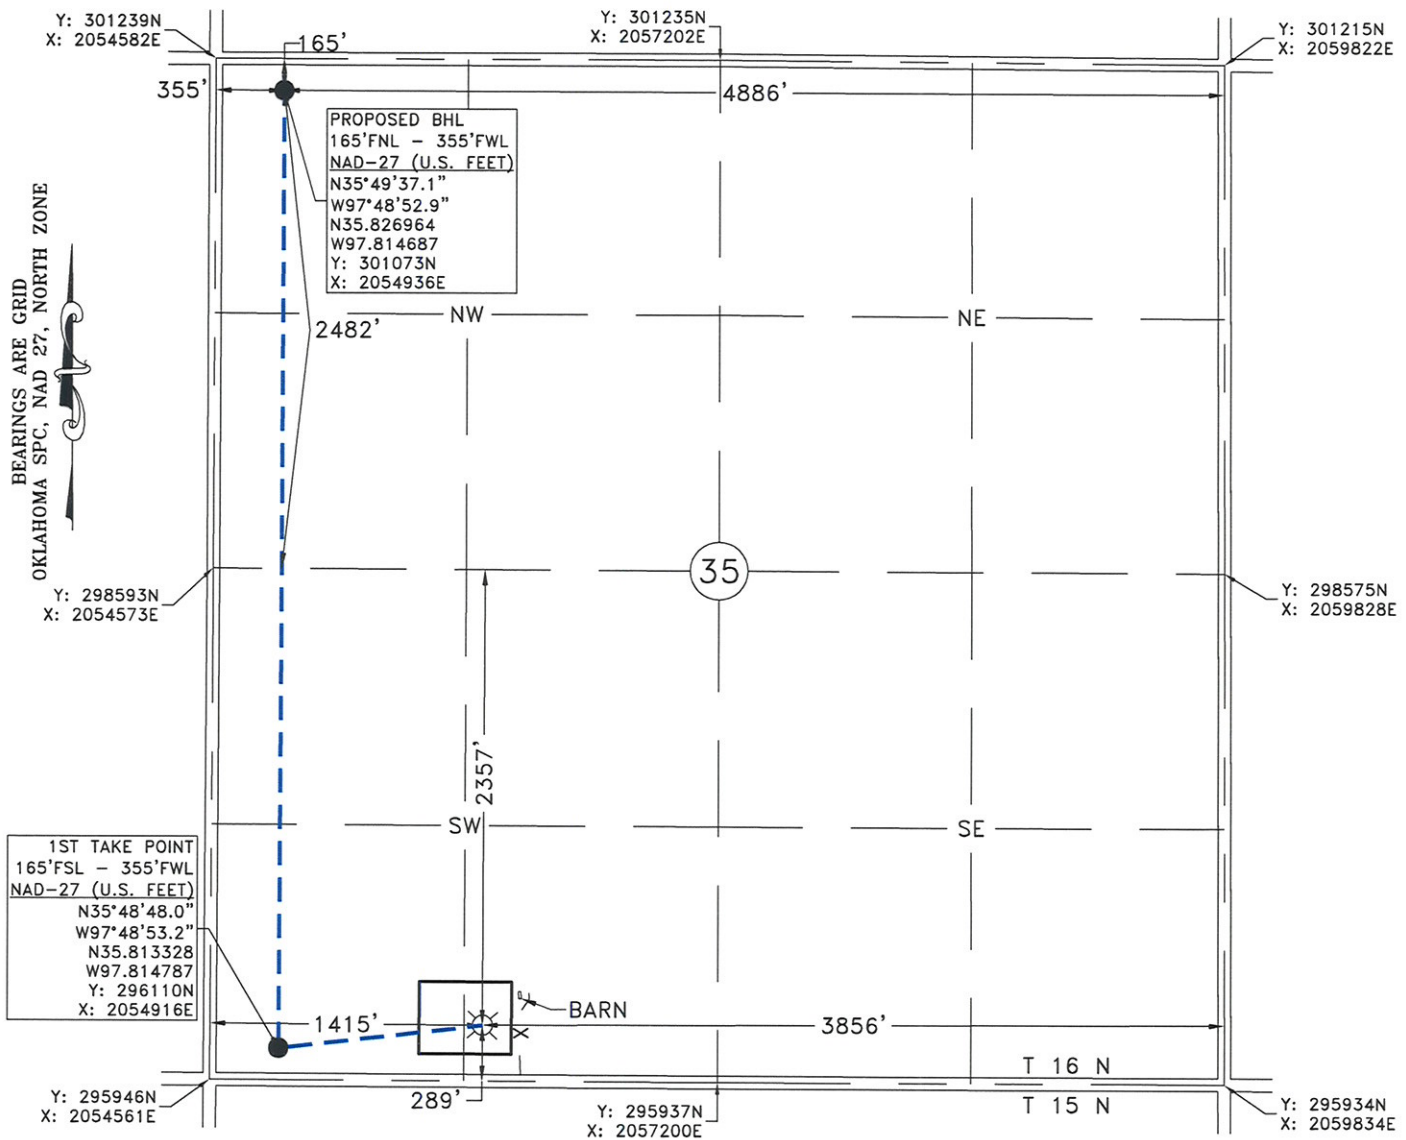 Y: 301239N
X: 2054582E
Y: 301235N
X: 2057202E
Y: 301215N
X: 2059822E
165'
355'
4886'
PROPOSED BHL
165'FNL - 355'FWL
NAD-27 (U.S. FEET)
N35°49'37.1"
W97°48'52.9"
N35.826964
W97.814687
Y: 301073N
X: 2054936E
BEARINGS ARE GRID
OKLAHOMA SPC, NAD 27, NORTH ZONE
NW
NE
2482'
35
Y: 298593N
X: 2054573E
Y: 298575N
X: 2059828E
2357'
SW
SE
1ST TAKE POINT
165'FSL - 355'FWL
NAD-27 (U.S. FEET)
N35°48'48.0"
W97°48'53.2"
N35.813328
W97.814787
Y: 296110N
X: 2054916E
BARN
1415'
X
3856'
T 16 N
T 15 N
289'
Y: 295946N
X: 2054561E
Y: 295937N
X: 2057200E
Y: 295934N
X: 2059834E